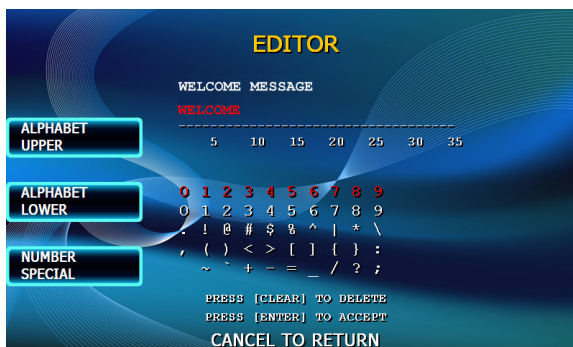 EDITOR
WELCOME MESSAGE
WELCOME
ALPHABET
UPPER
5 10 15 20 25 30 35
ALPHABET
LOWER
0 1 2 3 4 5 6 7 8 9
0 1 2 3 4 5 6 7 8 9
. ! @ # $ % ^ | * \
, ( ) < > [ ] { } :
~ ` + - = _ / ? ;
NUMBER
SPECIAL
PRESS [CLEAR] TO DELETE
PRESS [ENTER] TO ACCEPT
CANCEL TO RETURN